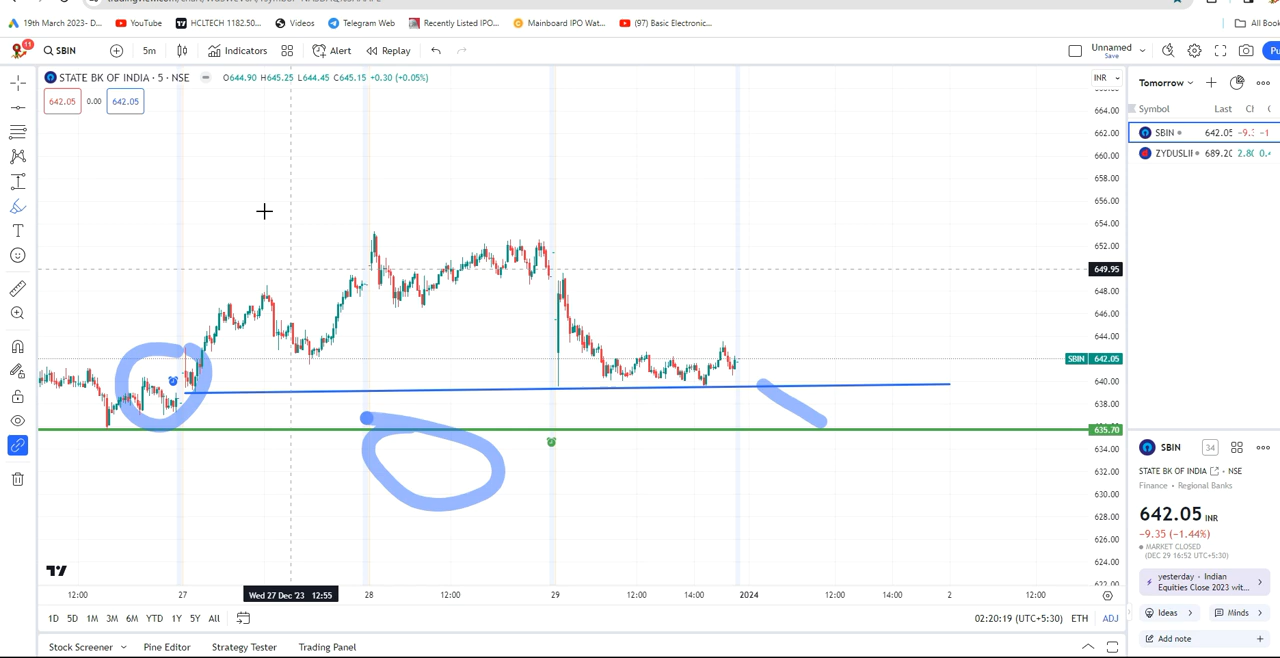 19th March 2023- D...
YouTube
HCLTECH 1182.50...
Videos
Telegram Web
Recently Listed IPO...
Mainboard IPO Wat...
(97) Basic Electronic...
All Book
11
SBIN
5m
Indicators
Alert
Replay
Unnamed
Save
STATE BK OF INDIA · 5 · NSE
O644.90 H645.25 L644.45 C645.15 +0.30 (+0.05%)
642.05 0.00 642.05
INR
664.00
662.00
660.00
658.00
656.00
654.00
652.00
649.95
648.00
646.00
644.00
SBIN 642.05
640.00
638.00
635.70
634.00
632.00
630.00
628.00
626.00
624.00
622.00
12:00
27
Wed 27 Dec '23 12:55
28
12:00
29
12:00
14:00
2024
12:00
14:00
2
12:00
1D 5D 1M 3M 6M YTD 1Y 5Y All
02:20:19 (UTC+5:30) ETH ADJ
Stock Screener Pine Editor Strategy Tester Trading Panel
Tomorrow
Symbol Last
SBIN 642.05
ZYDUSLI 689.20
SBIN
34
STATE BK OF INDIA · NSE
Finance • Regional Banks
642.05 INR
−9.35 (−1.44%)
MARKET CLOSED
(DEC 29 16:52 UTC+5:30)
yesterday · Indian
Equities Close 2023 wit...
Ideas
Minds
Add note